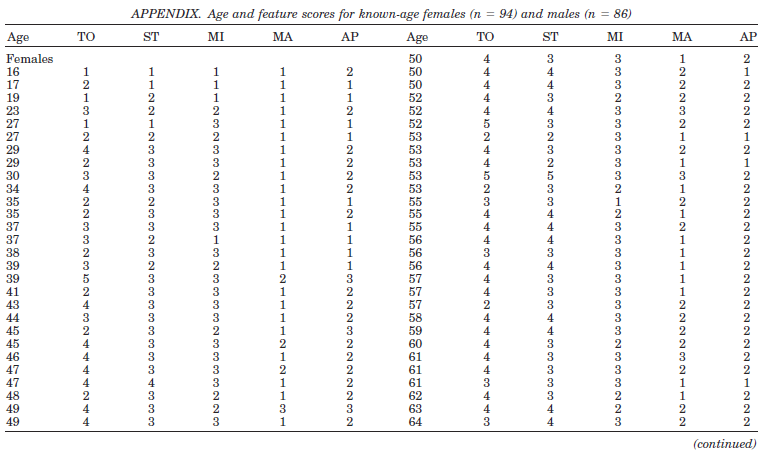 APPENDIX. Age and feature scores for known-age females (n = 94) and males (n = 86)
Age TO ST MI MA AP Age TO ST MI MA AP
Females 50 4 3 3 1 2
16 1 1 1 1 2 50 4 4 3 2 1
17 2 1 1 1 1 50 4 4 3 2 2
19 1 2 1 1 1 52 4 3 2 2 2
23 3 2 2 1 2 52 4 4 3 3 2
27 1 1 3 1 1 52 5 3 3 2 2
27 2 2 2 1 1 53 2 2 3 1 1
29 4 3 3 1 2 53 4 3 3 2 2
29 2 3 3 1 2 53 4 2 3 1 1
30 3 3 2 1 2 53 5 5 3 3 2
34 4 3 3 1 2 53 2 3 2 1 2
35 2 2 3 1 1 55 3 3 1 2 2
35 2 3 3 1 2 55 4 4 2 1 2
37 3 3 3 1 1 55 4 4 3 2 2
37 3 2 1 1 1 56 4 4 3 1 2
38 2 3 3 1 1 56 3 3 3 1 2
39 3 2 2 1 1 56 4 4 3 1 2
39 5 3 3 2 3 57 4 3 3 1 2
41 2 3 3 1 2 57 4 3 3 1 2
43 4 3 3 1 2 57 2 3 3 2 2
44 3 3 3 1 2 58 4 4 3 2 2
45 2 3 2 1 3 59 4 4 3 2 2
45 4 3 3 2 2 60 4 3 2 2 2
46 4 3 3 1 2 61 4 3 3 3 2
47 4 3 3 2 2 61 4 3 3 2 2
47 4 4 3 1 2 61 3 3 3 1 1
48 2 3 2 1 2 62 4 3 2 1 2
49 4 3 2 3 3 63 4 4 2 2 2
49 4 3 3 1 2 64 3 4 3 2 2
(continued)